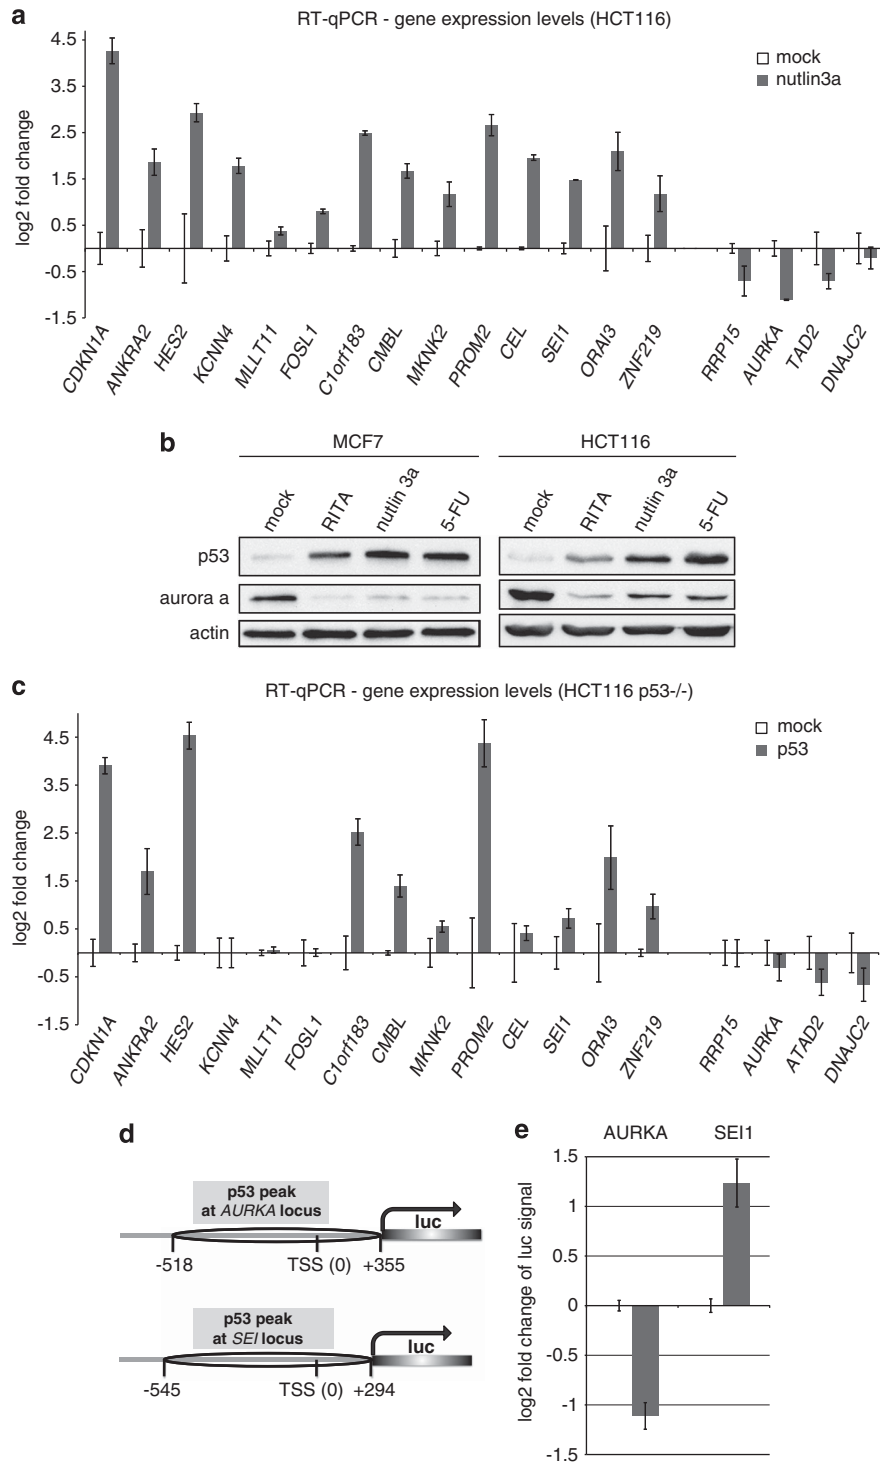 a
RT-qPCR - gene expression levels (HCT116)
log2 fold change
4.5
3.5
2.5
1.5
0.5
-0.5
-1.5
mock
nutlin3a
CDKN1A
ANKRA2
HES2
KCNN4
MLLT11
FOSL1
C1orf183
CMBL
MKNK2
PROM2
CEL
SEI1
ORAI3
ZNF219
RRP15
AURKA
TAD2
DNAJC2
b
MCF7
HCT116
mock
RITA
nutlin 3a
5-FU
mock
RITA
nutlin 3a
5-FU
p53
aurora a
actin
c
RT-qPCR - gene expression levels (HCT116 p53-/-)
log2 fold change
4.5
3.5
2.5
1.5
0.5
-0.5
-1.5
mock
p53
CDKN1A
ANKRA2
HES2
KCNN4
MLLT11
FOSL1
C1orf183
CMBL
MKNK2
PROM2
CEL
SEI1
ORAI3
ZNF219
RRP15
AURKA
ATAD2
DNAJC2
d
p53 peak
at AURKA locus
luc
-518
TSS (0)
+355
p53 peak
at SEI locus
luc
-545
TSS (0)
+294
e
AURKA
SEI1
log2 fold change of luc signal
1.5
1
0.5
0
-0.5
-1
-1.5